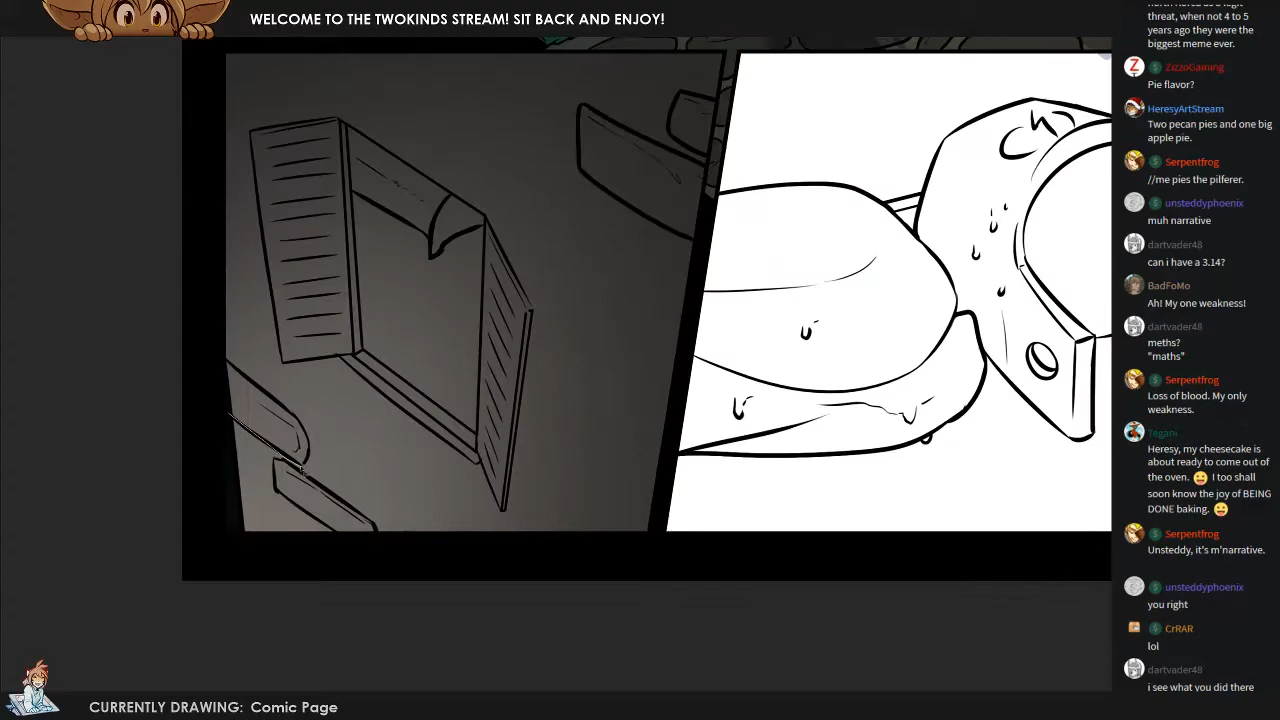 WELCOME TO THE TWOKINDS STREAM! SIT BACK AND ENJOY!
north korea as a legit
threat, when not 4 to 5
years ago they were the
biggest meme ever.
ZizzoGaming
Pie flavor?
HeresyArtStream
Two pecan pies and one big
apple pie.
Serpentfrog
//me pies the pilferer.
unsteddyphoenix
muh narrative
dartvader48
can i have a 3.14?
BadFoMo
Ah! My one weakness!
dartvader48
meths?
"maths"
Serpentfrog
Loss of blood. My only
weakness.
Tegani
Heresy, my cheesecake is
about ready to come out of
the oven. I too shall
soon know the joy of BEING
DONE baking.
Serpentfrog
Unsteddy, it's m'narrative.
unsteddyphoenix
you right
CrRAR
lol
dartvader48
i see what you did there
CURRENTLY DRAWING: Comic Page